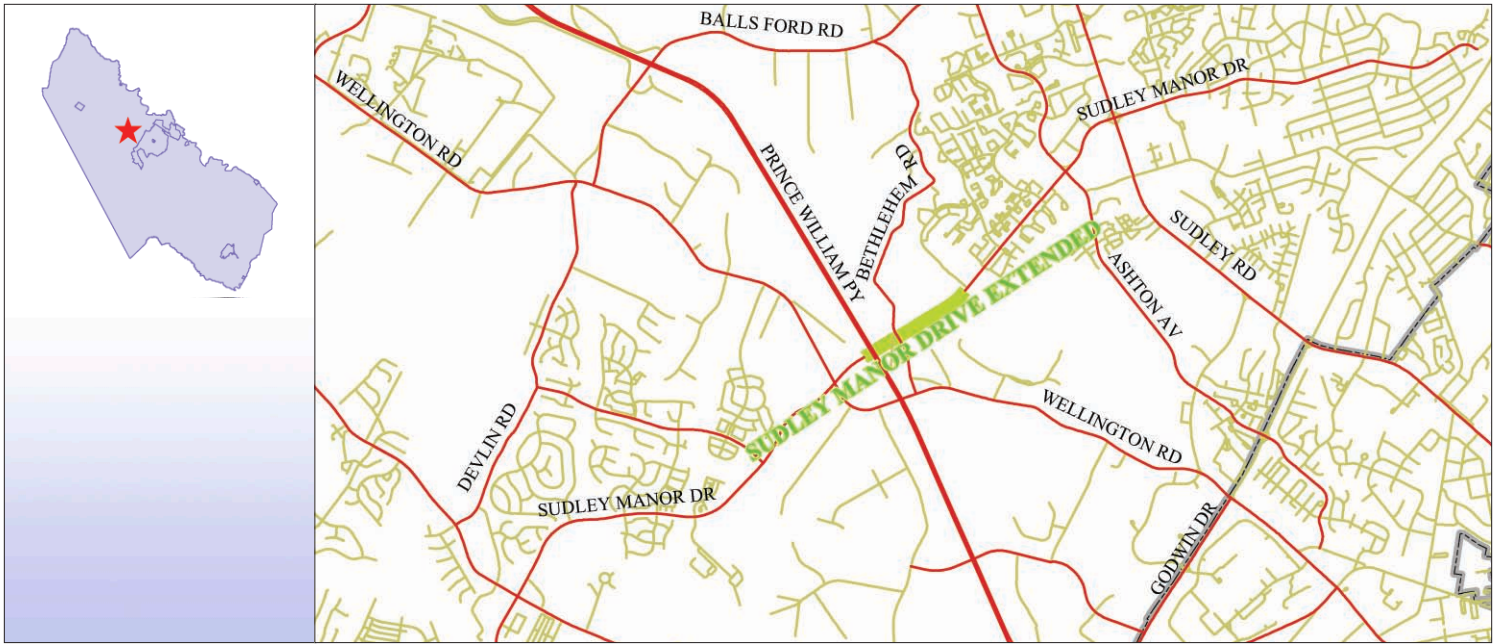 BALLS FORD RD
SUDLEY MANOR DR
WELLINGTON RD
PRINCE WILLIAM PY
BETHLEHEM RD
SUDLEY RD
ASHTON AV
SUDLEY MANOR DRIVE EXTENDED
DEVLIN RD
WELLINGTON RD
SUDLEY MANOR DR
GODWIN DR